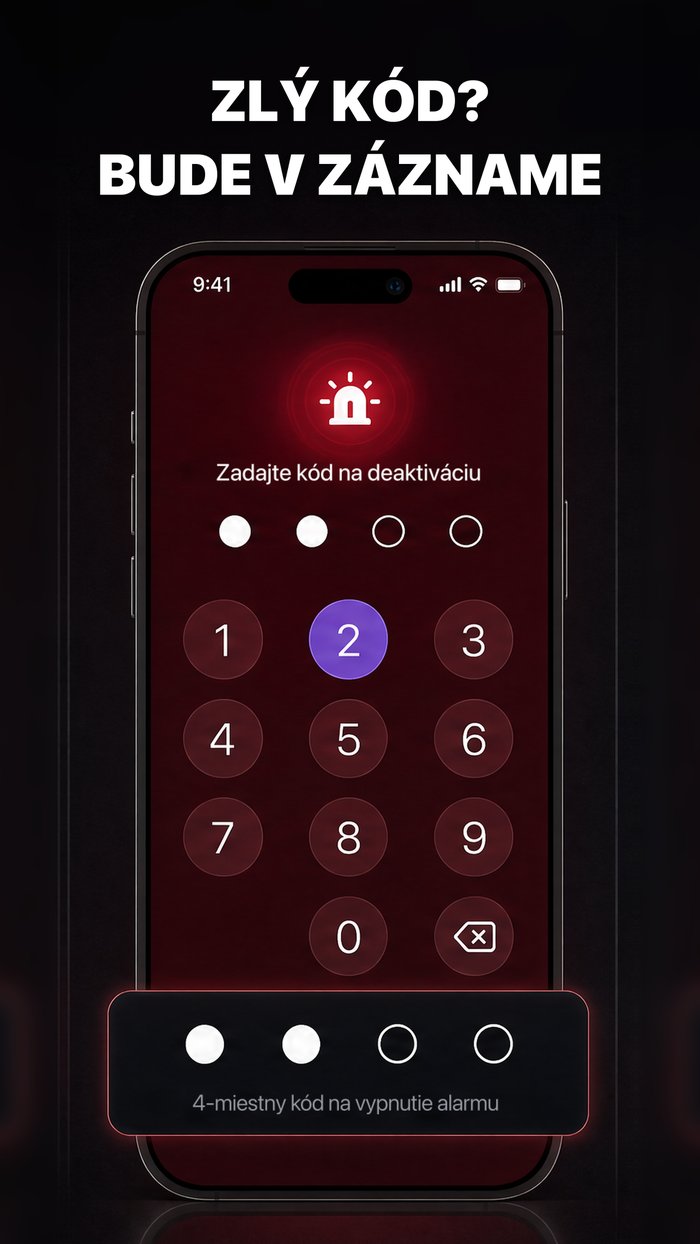 ZLÝ KÓD?
BUDE V ZÁZNAME
9:41
Zadajte kód na deaktiváciu
1 2 3
4 5 6
7 8 9
0
4-miestny kód na vypnutie alarmu